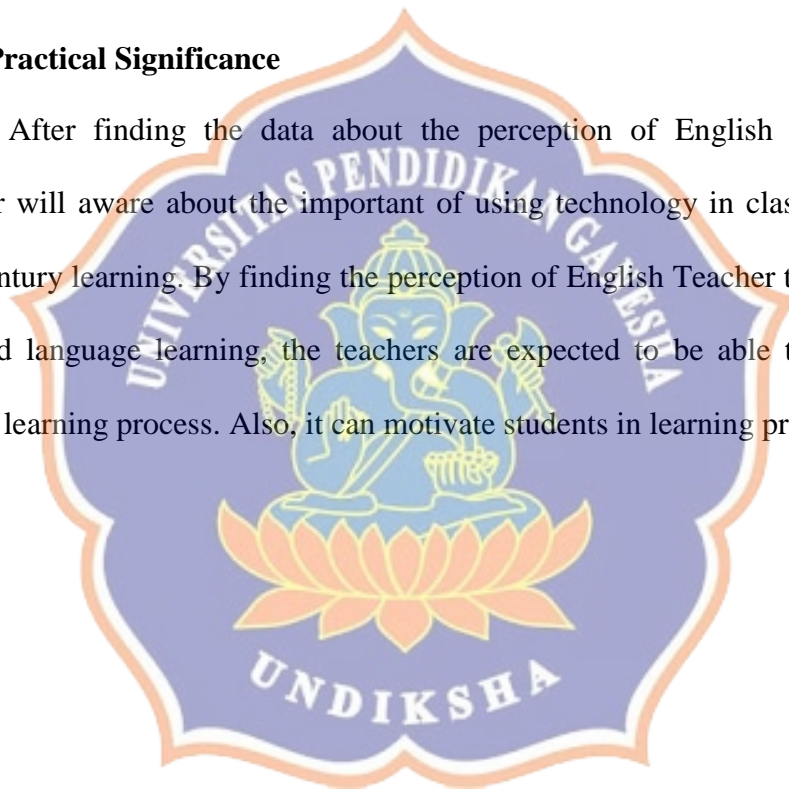 Practical Significance
After finding the data about the perception of English
r will aware about the important of using technology in clas
ntury learning. By finding the perception of English Teacher t
d language learning, the teachers are expected to be able t
learning process. Also, it can motivate students in learning pr
UNIVERSITAS PENDIDIKAN GANESHA
UNDIKSHA